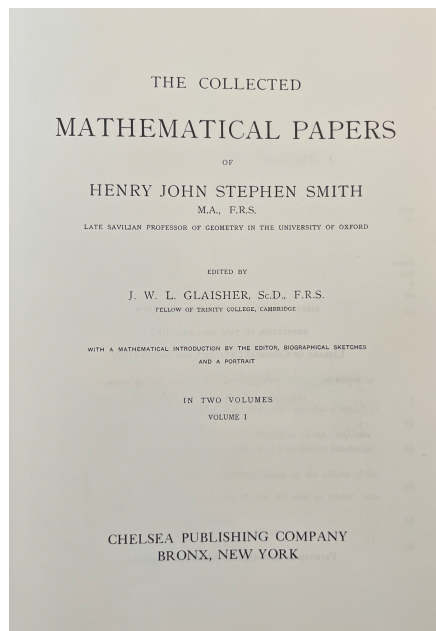 THE COLLECTED
MATHEMATICAL PAPERS
OF
HENRY JOHN STEPHEN SMITH
M.A., F.R.S.
LATE SAVILIAN PROFESSOR OF GEOMETRY IN THE UNIVERSITY OF OXFORD
EDITED BY
J. W. L. GLAISHER, Sc.D., F.R.S.
FELLOW OF TRINITY COLLEGE, CAMBRIDGE
WITH A MATHEMATICAL INTRODUCTION BY THE EDITOR, BIOGRAPHICAL SKETCHES
AND A PORTRAIT
IN TWO VOLUMES
VOLUME I
CHELSEA PUBLISHING COMPANY
BRONX, NEW YORK